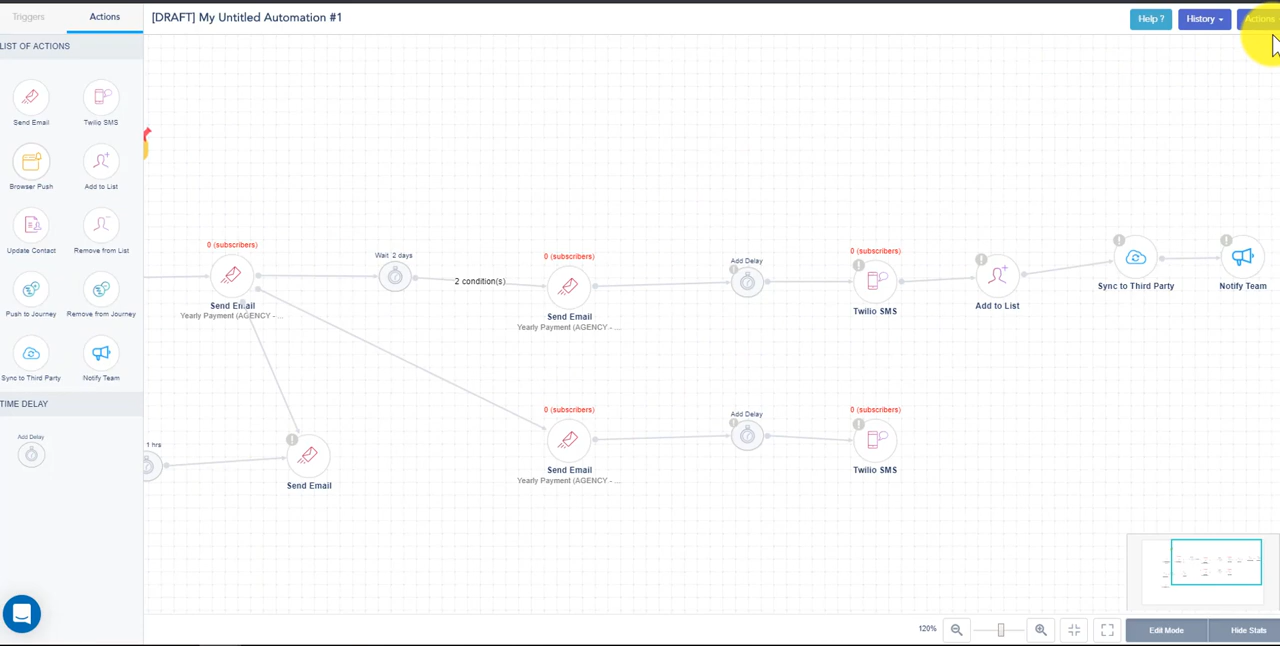 Triggers
Actions
[DRAFT] My Untitled Automation #1
Help ?
History
Actions
LIST OF ACTIONS
Send Email
Twilio SMS
Browser Push
Add to List
Update Contact
Remove from List
Push to Journey
Remove from Journey
Sync to Third Party
Notify Team
TIME DELAY
Add Delay
0 (subscribers)
Send Email
Yearly Payment (AGENCY - ...
Wait 2 days
2 condition(s)
0 (subscribers)
Send Email
Yearly Payment (AGENCY - ...
Add Delay
0 (subscribers)
Twilio SMS
Add to List
Sync to Third Party
Notify Team
1 hrs
Send Email
0 (subscribers)
Send Email
Yearly Payment (AGENCY - ...
Add Delay
0 (subscribers)
Twilio SMS
120%
Edit Mode
Hide Stats